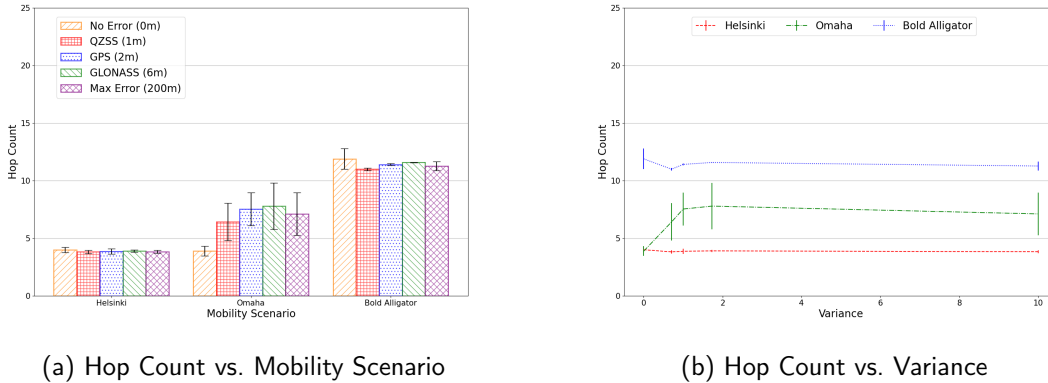 No Error (0m)
QZSS (1m)
GPS (2m)
GLONASS (6m)
Max Error (200m)
Hop Count
25
20
15
10
5
0
Helsinki
Omaha
Bold Alligator
Mobility Scenario
(a) Hop Count vs. Mobility Scenario
Helsinki
Omaha
Bold Alligator
Hop Count
25
20
15
10
5
0
0
2
4
6
8
10
Variance
(b) Hop Count vs. Variance